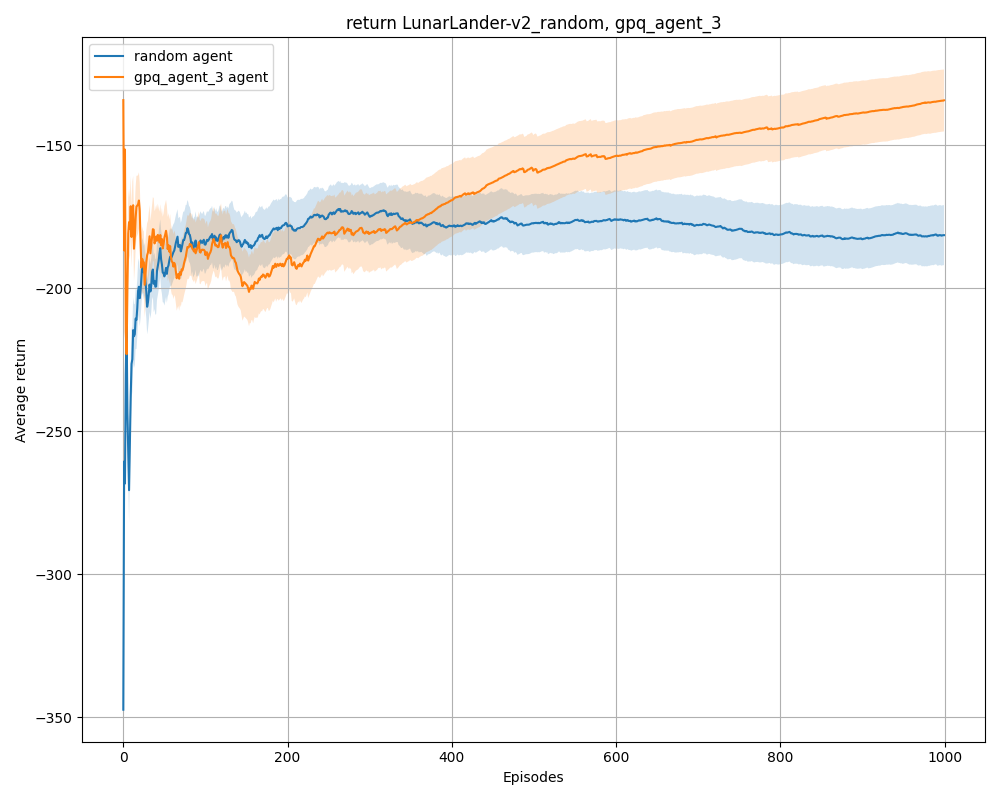 return LunarLander-v2_random, gpq_agent_3
random agent
gpq_agent_3 agent
Average return
−150
−200
−250
−300
−350
0
200
400
600
800
1000
Episodes